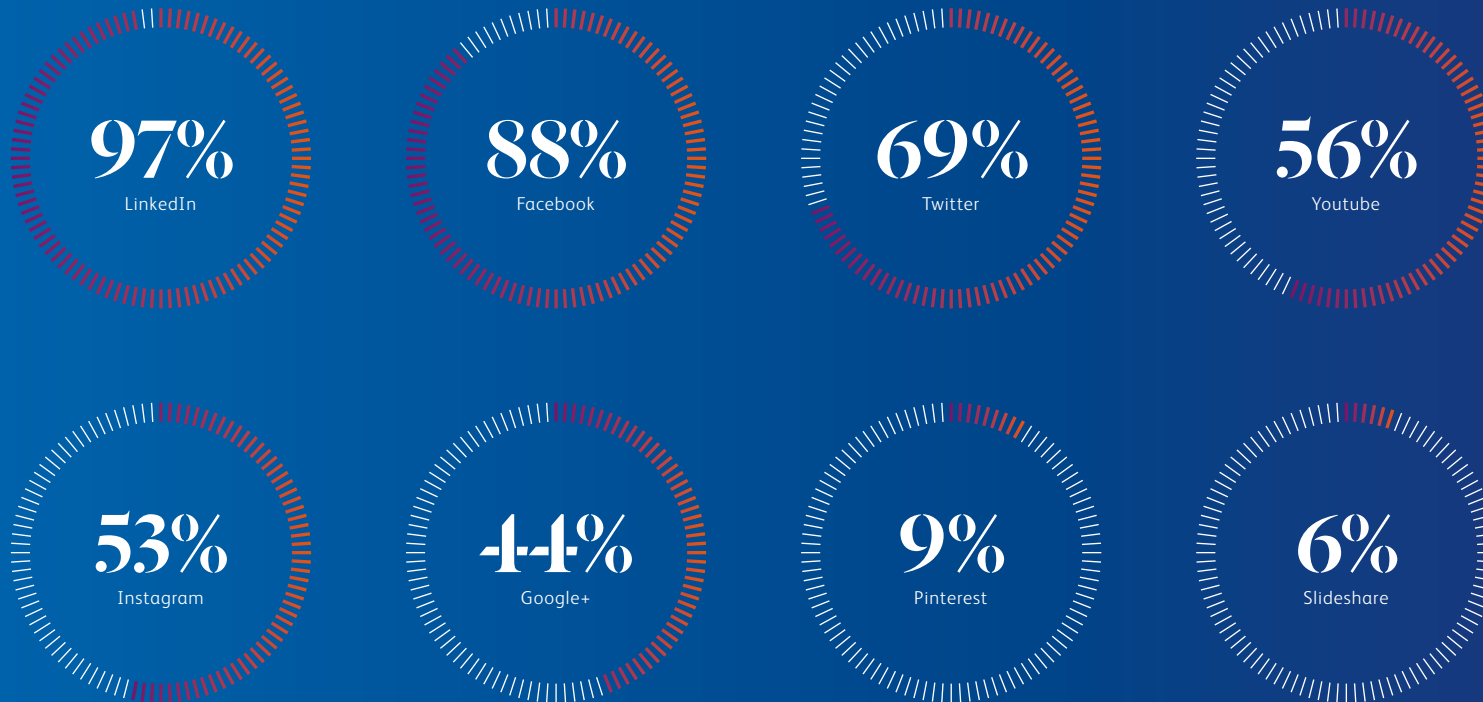 97%
LinkedIn
88%
Facebook
69%
Twitter
56%
Youtube
53%
Instagram
44%
Google+
9%
Pinterest
6%
Slideshare